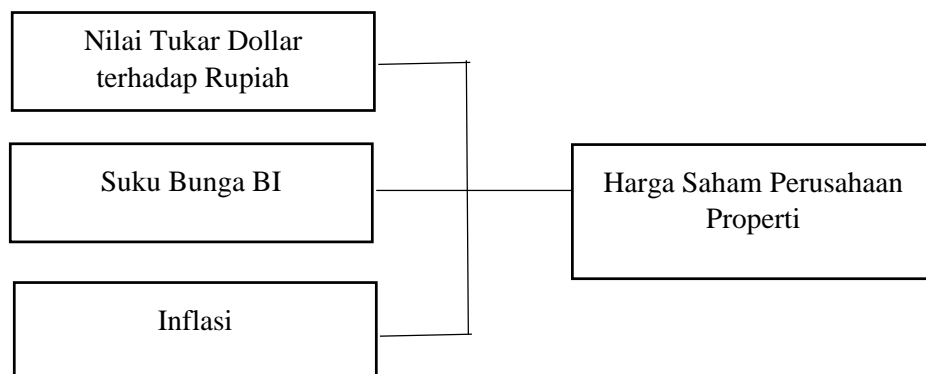 Nilai Tukar Dollar
terhadap Rupiah
Suku Bunga BI
Harga Saham Perusahaan
Properti
Inflasi